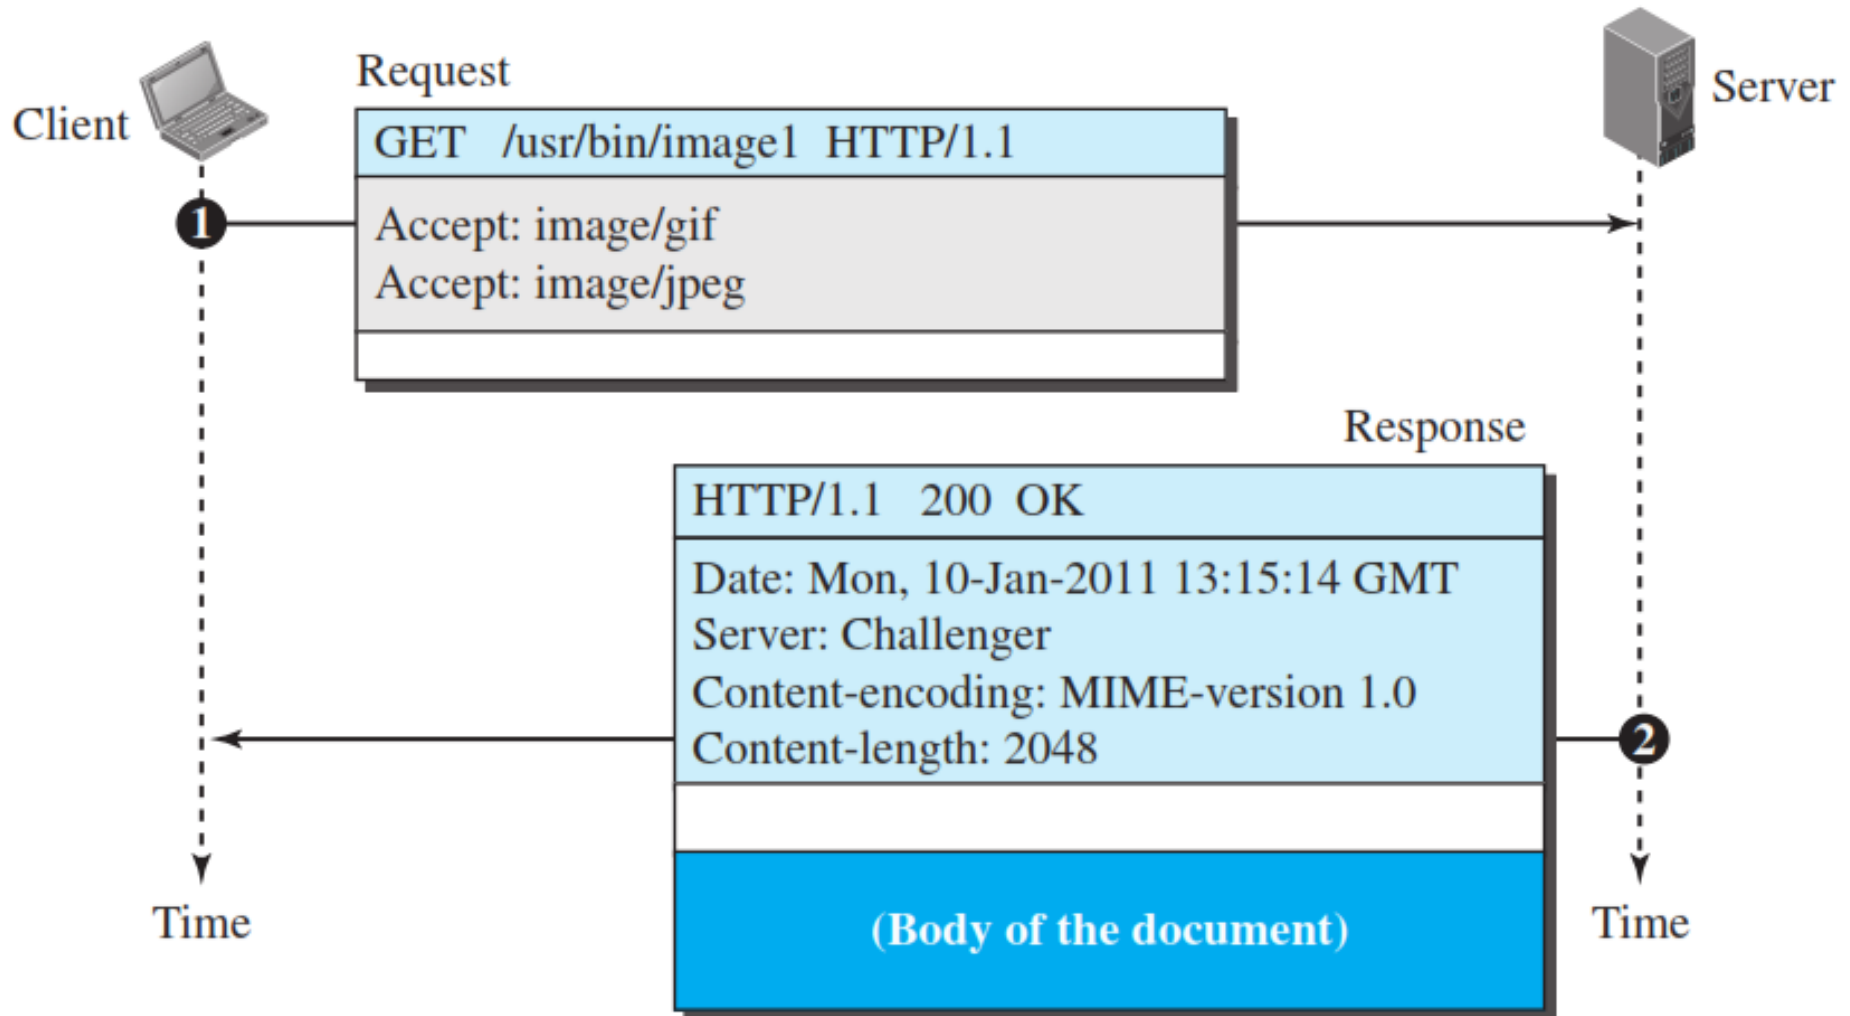 Client
Request
Server
GET /usr/bin/image1 HTTP/1.1
1
Accept: image/gif
Accept: image/jpeg
Response
HTTP/1.1 200 OK
Date: Mon, 10-Jan-2011 13:15:14 GMT
Server: Challenger
Content-encoding: MIME-version 1.0
Content-length: 2048
2
(Body of the document)
Time
Time